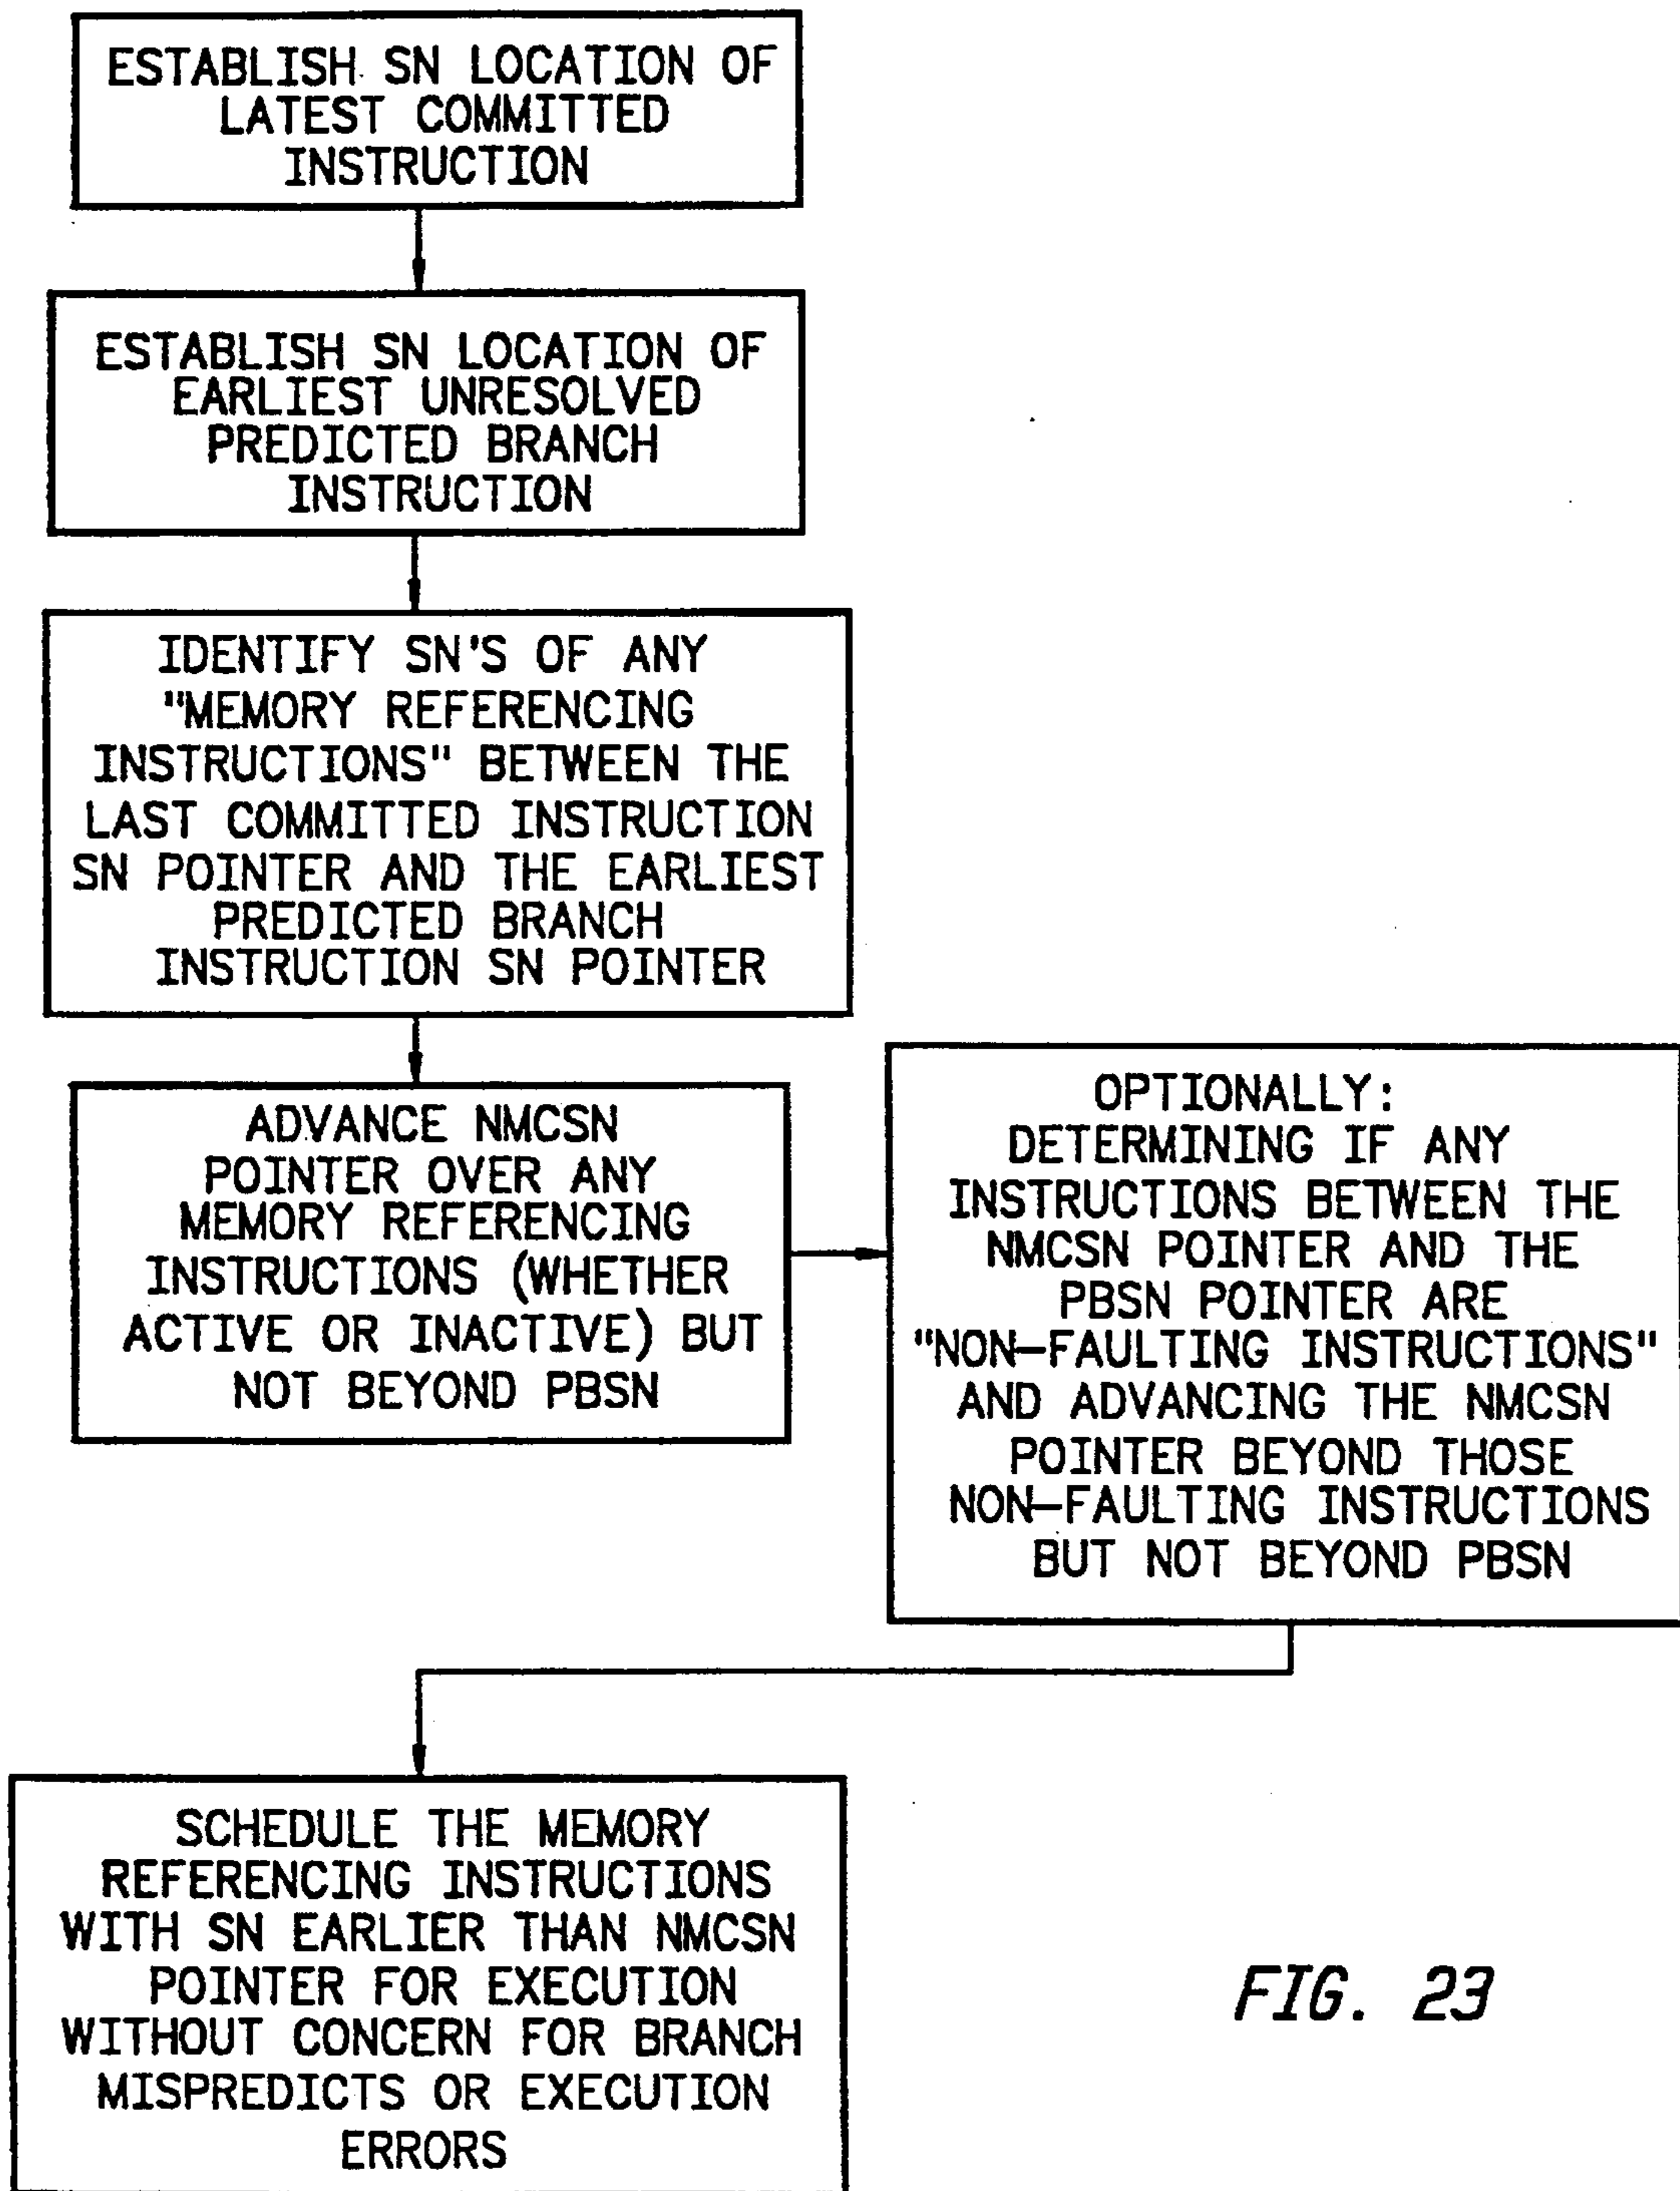 ESTABLISH SN LOCATION OF
LATEST COMMITTED
INSTRUCTION
ESTABLISH SN LOCATION OF
EARLIEST UNRESOLVED
PREDICTED BRANCH
INSTRUCTION
IDENTIFY SN'S OF ANY
"MEMORY REFERENCING
INSTRUCTIONS" BETWEEN THE
LAST COMMITTED INSTRUCTION
SN POINTER AND THE EARLIEST
PREDICTED BRANCH
INSTRUCTION SN POINTER
ADVANCE NMCSN
POINTER OVER ANY
MEMORY REFERENCING
INSTRUCTIONS (WHETHER
ACTIVE OR INACTIVE) BUT
NOT BEYOND PBSN
OPTIONALLY:
DETERMINING IF ANY
INSTRUCTIONS BETWEEN THE
NMCSN POINTER AND THE
PBSN POINTER ARE
"NON-FAULTING INSTRUCTIONS"
AND ADVANCING THE NMCSN
POINTER BEYOND THOSE
NON-FAULTING INSTRUCTIONS
BUT NOT BEYOND PBSN
SCHEDULE THE MEMORY
REFERENCING INSTRUCTIONS
WITH SN EARLIER THAN NMCSN
POINTER FOR EXECUTION
WITHOUT CONCERN FOR BRANCH
MISPREDICTS OR EXECUTION
ERRORS
FIG. 23